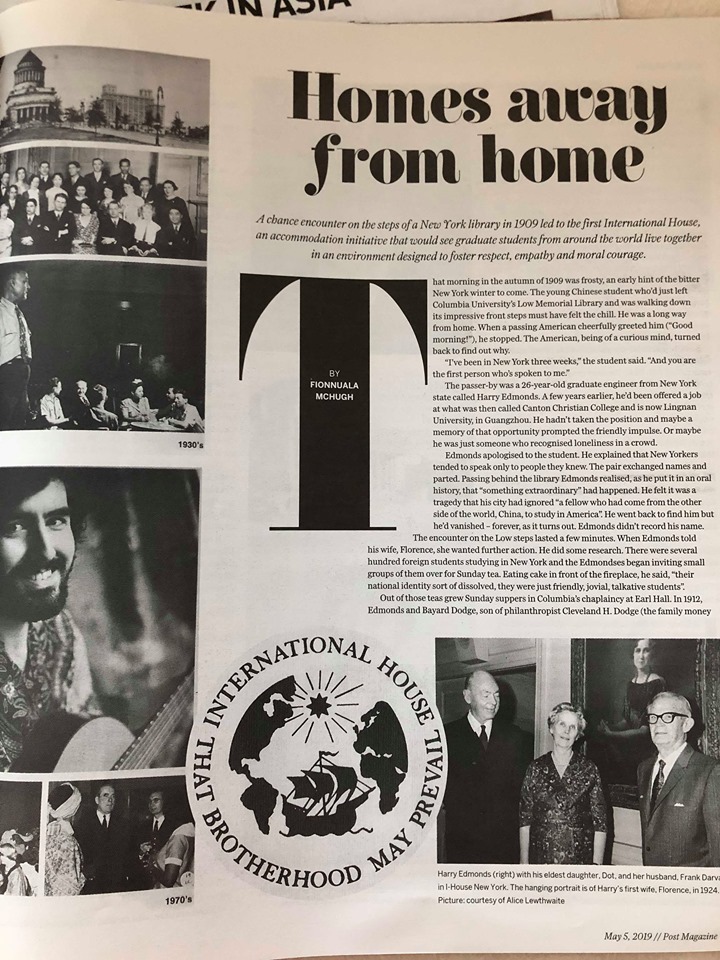 IN ASIA
Homes away
from home
A chance encounter on the steps of a New York library in 1909 led to the first International House,
an accommodation initiative that would see graduate students from around the world live together
in an environment designed to foster respect, empathy and moral courage.
BY
FIONNUALA
MCHUGH
That morning in the autumn of 1909 was frosty, an early hint of the bitter
New York winter to come. The young Chinese student who'd just left
Columbia University's Low Memorial Library and was walking down
its impressive front steps must have felt the chill. He was a long way
from home. When a passing American cheerfully greeted him (“Good
morning!”), he stopped. The American, being of a curious mind, turned
back to find out why.
“I've been in New York three weeks,” the student said. “And you are
the first person who's spoken to me.”
The passer-by was a 26-year-old graduate engineer from New York
state called Harry Edmonds. A few years earlier, he'd been offered a job
at what was then called Canton Christian College and is now Lingnan
University, in Guangzhou. He hadn't taken the position and maybe a
memory of that opportunity prompted the friendly impulse. Or maybe
he was just someone who recognised loneliness in a crowd.
Edmonds apologised to the student. He explained that New Yorkers
tended to speak only to people they knew. The pair exchanged names and
parted. Passing behind the library Edmonds realised, as he put it in an oral
history, that “something extraordinary” had happened. He felt it was a
tragedy that his city had ignored “a fellow who had come from the other
side of the world, China, to study in America”. He went back to find him but
he'd vanished – forever, as it turns out. Edmonds didn't record his name.
The encounter on the Low steps lasted a few minutes. When Edmonds told
his wife, Florence, she wanted further action. He did some research. There were several
hundred foreign students studying in New York and the Edmondses began inviting small
groups of them over for Sunday tea. Eating cake in front of the fireplace, he said, “their
national identity sort of dissolved, they were just friendly, jovial, talkative students”.
Out of those teas grew Sunday suppers in Columbia's chaplaincy at Earl Hall. In 1912,
Edmonds and Bayard Dodge, son of philanthropist Cleveland H. Dodge (the family money
1930's
1970's
INTERNATIONAL HOUSE
THAT BROTHERHOOD MAY PREVAIL
Harry Edmonds (right) with his eldest daughter, Dot, and her husband, Frank
in I-House New York. The hanging portrait is of Harry's first wife, Florence, in 1924.
Picture: courtesy of Alice Lewthwaite
May 5, 2019 // Post Magazine